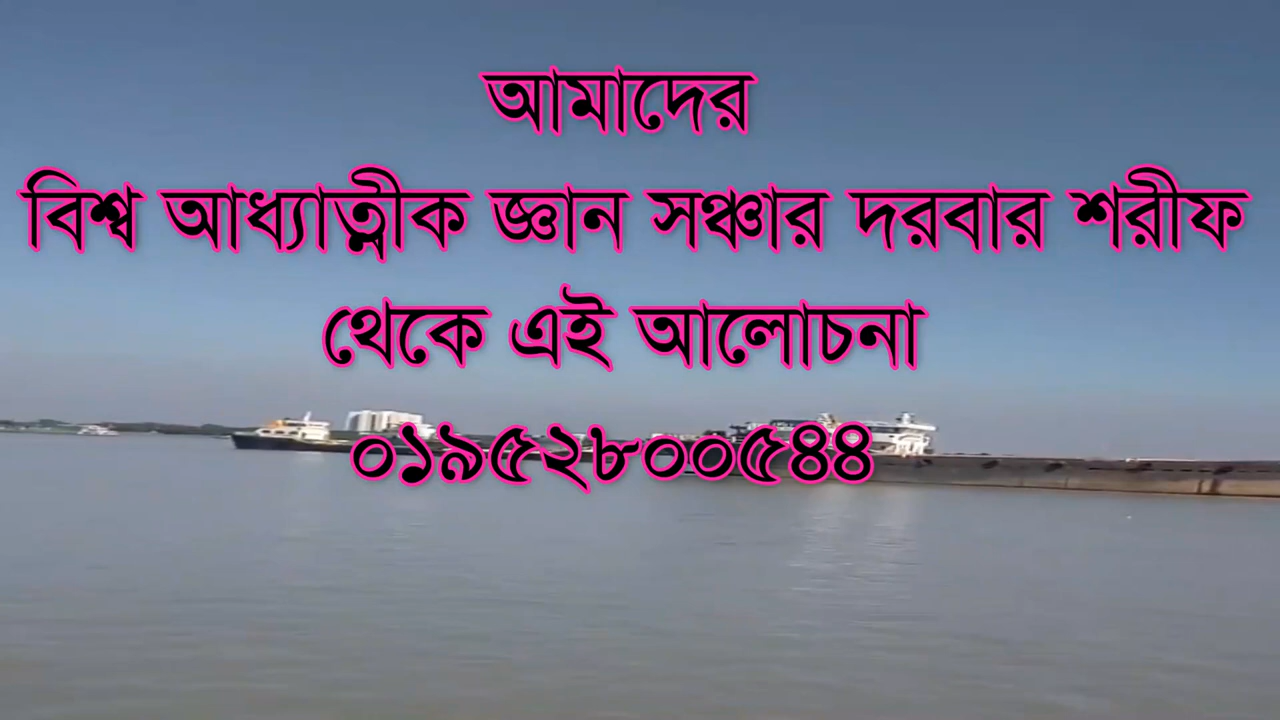 আমাদের
বিশ্ব আধ্যাত্নীক জ্ঞান সঞ্চার দরবার শরীফ
থেকে এই আলোচনা
০১৯৫২৮০০৫৪৪